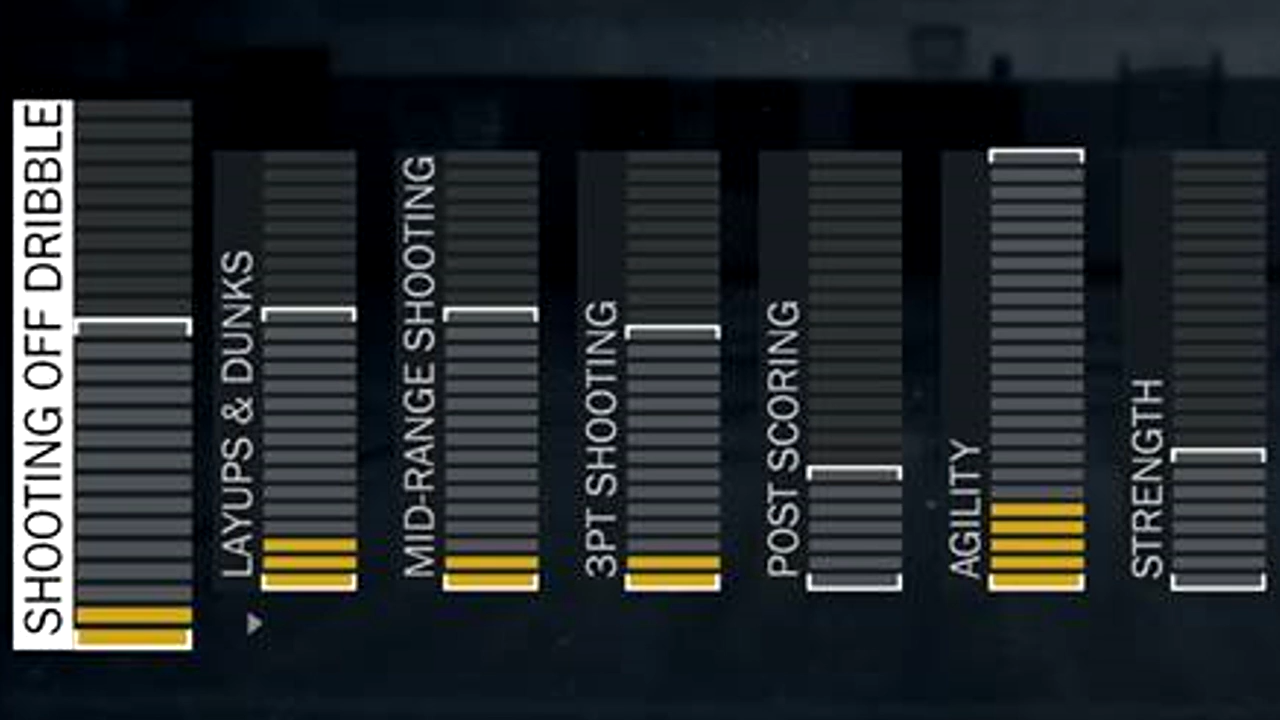 SHOOTING OFF DRIBBLE
LAYUPS & DUNKS
MID-RANGE SHOOTING
3PT SHOOTING
POST SCORING
AGILITY
STRENGTH